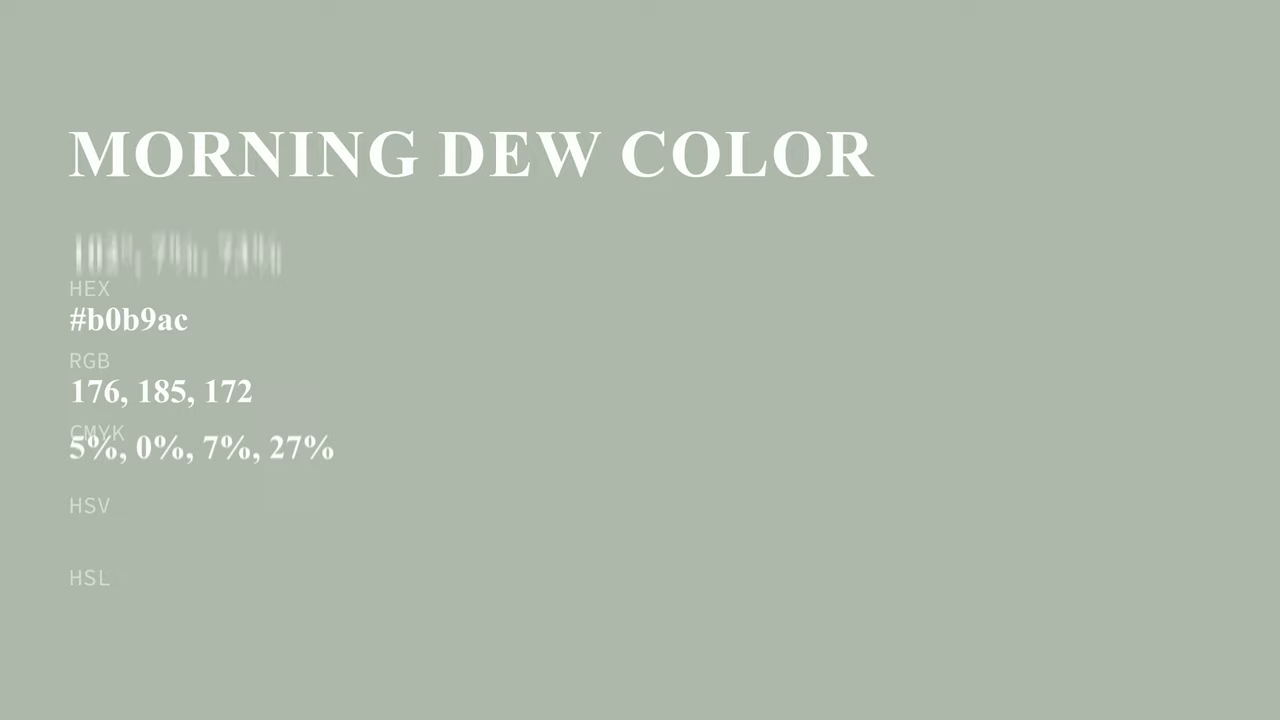 MORNING DEW COLOR
HEX
#b0b9ac
RGB
176, 185, 172
CMYK
5%, 0%, 7%, 27%
HSV
HSL